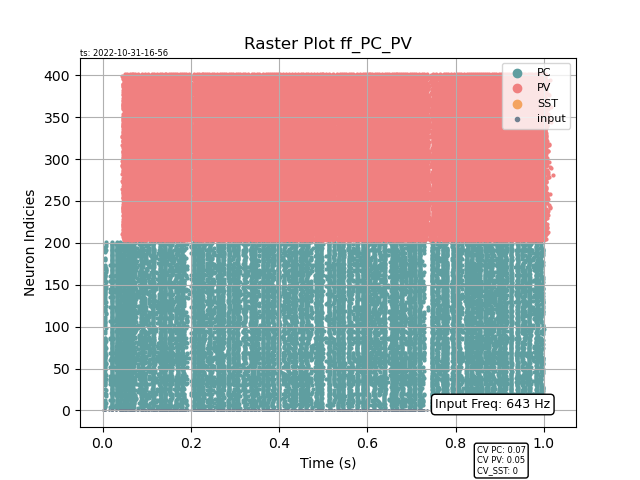 Raster Plot ff_PC_PV
ts: 2022-10-31-16-56
PC
PV
SST
input
400
350
300
250
200
150
100
50
0
Neuron Indicies
Input Freq: 643 Hz
0.0 0.2 0.4 0.6 0.8 1.0
Time (s)
CV PC: 0.07
CV PV: 0.05
CV_SST: 0